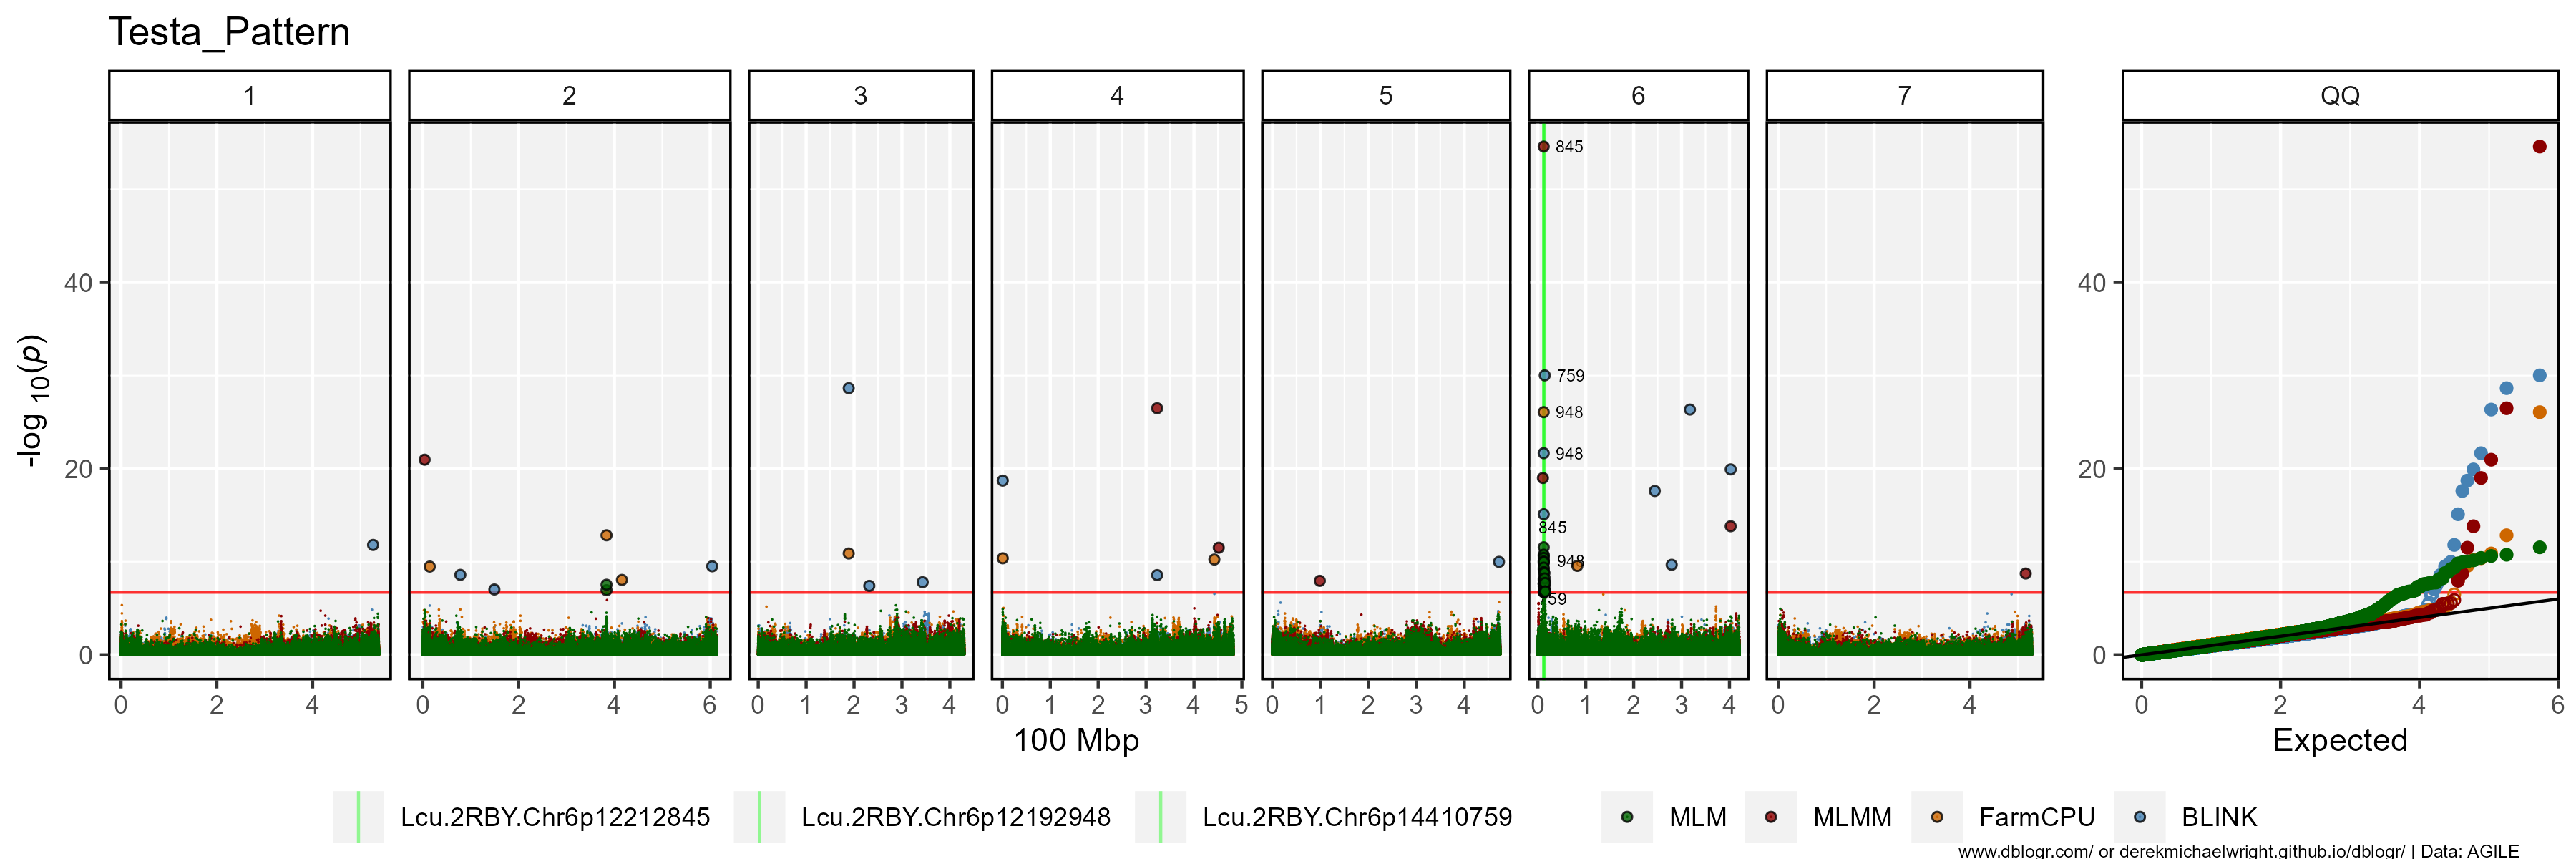 Testa_Pattern
1 2 3 4 5 6 7 QQ
845
759
948
948
845
948
-log 10(p)
40 40
20 20
0 0
0 2 4 0 2 4 6 0 1 2 3 4 0 1 2 3 4 5 0 1 2 3 4 0 1 2 3 4 0 2 4 0 2 4 6
100 Mbp Expected
Lcu.2RBY.Chr6p12212845 Lcu.2RBY.Chr6p12192948 Lcu.2RBY.Chr6p14410759 MLM MLMM FarmCPU BLINK
www.dblogr.com/ or derekmichaelwright.github.io/dblogr/ | Data: AGILE